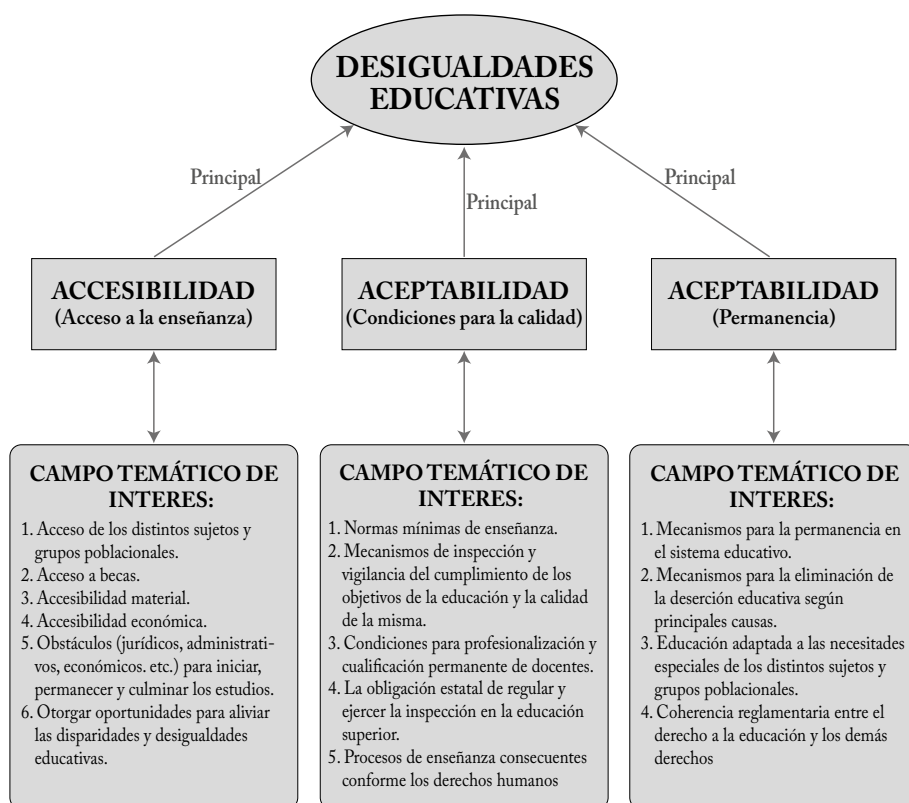 DESIGUALDADES
EDUCATIVAS
Principal
Principal
Principal
ACCESIBILIDAD
(Acceso a la enseñanza)
ACEPTABILIDAD
(Condiciones para la calidad)
ACEPTABILIDAD
(Permanencia)
CAMPO TEMÁTICO DE
INTERES:
1. Acceso de los distintos sujetos y
grupos poblacionales.
2. Acceso a becas.
3. Accesibilidad material.
4. Accesibilidad económica.
5. Obstáculos (jurídicos, administrati-
vos, económicos. etc.) para iniciar,
permanecer y culminar los estudios.
6. Otorgar oportunidades para aliviar
las disparidades y desigualdades
educativas.
CAMPO TEMÁTICO DE
INTERES:
1. Normas mínimas de enseñanza.
2. Mecanismos de inspección y
vigilancia del cumplimiento de los
objetivos de la educación y la calidad
de la misma.
3. Condiciones para profesionalización y
cualificación permanente de docentes.
4. La obligación estatal de regular y
ejercer la inspección en la educación
superior.
5. Procesos de enseñanza consecuentes
conforme los derechos humanos
CAMPO TEMÁTICO DE
INTERES:
1. Mecanismos para la permanencia en
el sistema educativo.
2. Mecanismos para la eliminación de
la deserción educativa según
principales causas.
3. Educación adaptada a las necesidades
especiales de los distintos sujetos y
grupos poblacionales.
4. Coherencia reglamentaria entre el
derecho a la educación y los demás
derechos